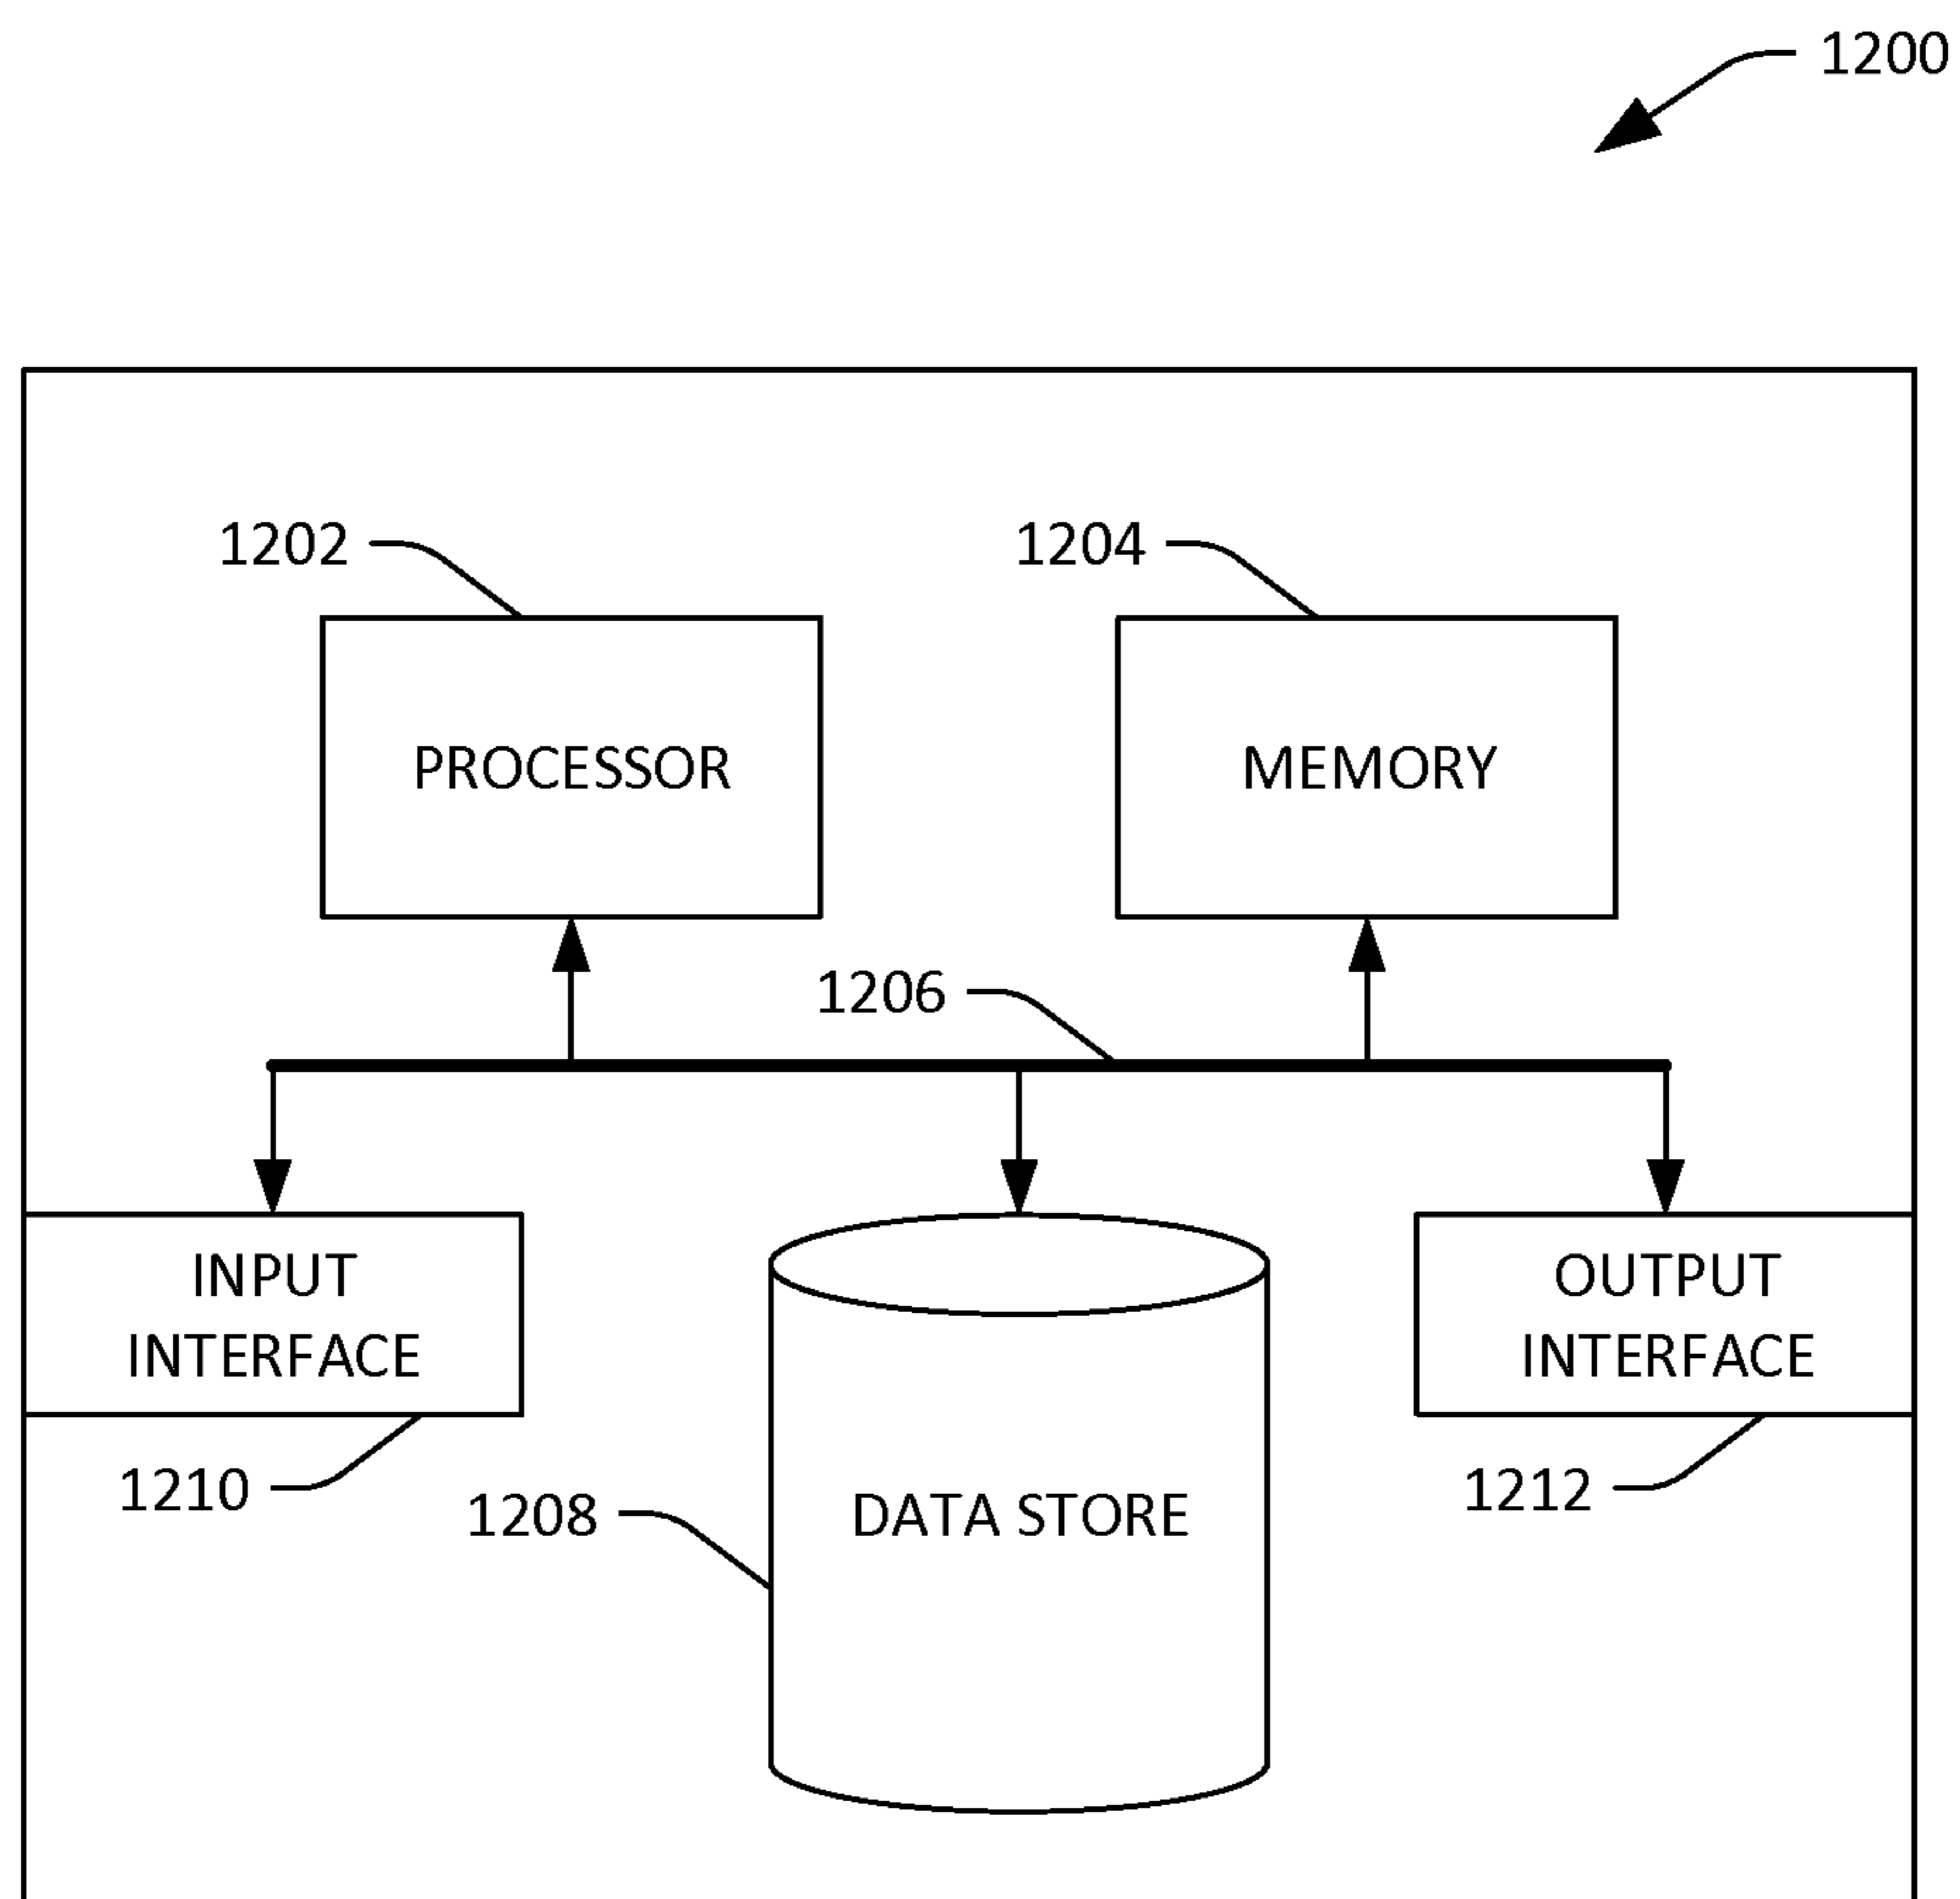 1200
1202
1204
PROCESSOR
MEMORY
1206
INPUT
INTERFACE
OUTPUT
INTERFACE
1210
1208
DATA STORE
1212